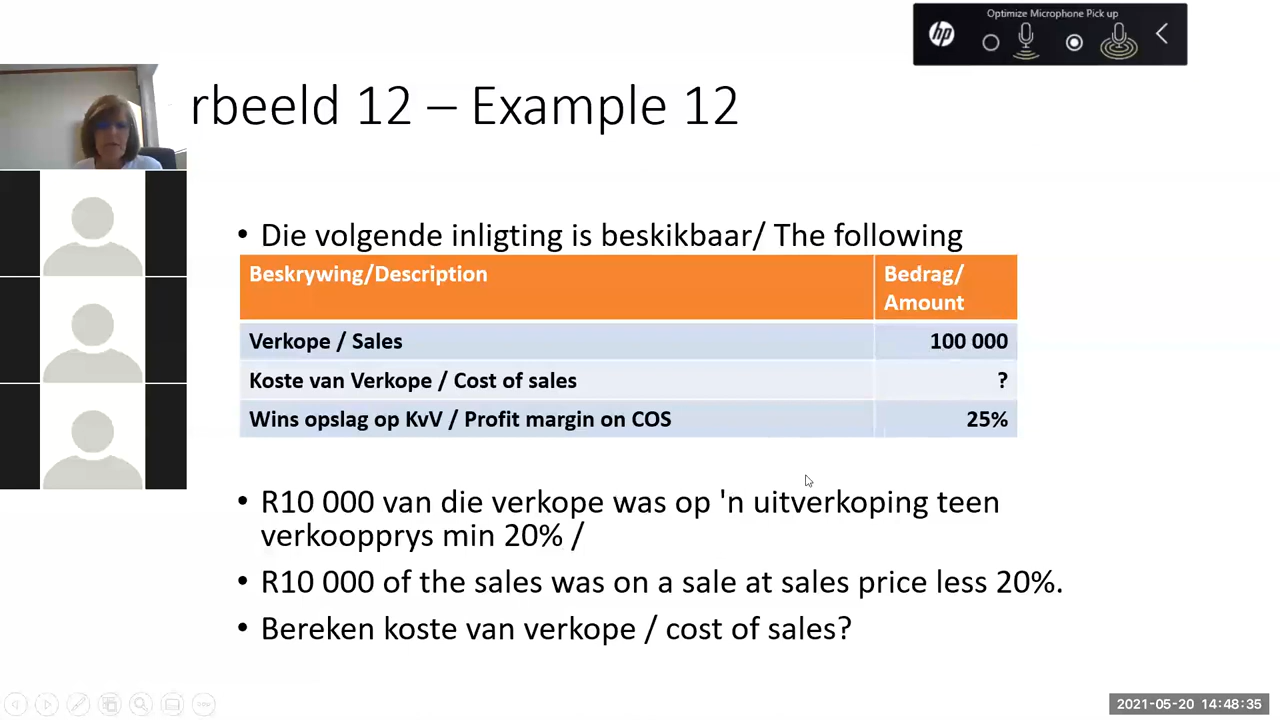 Optimize Microphone Pick up
hp
rbeeld 12 – Example 12
• Die volgende inligting is beskikbaar/ The following
Beskrywing/Description Bedrag/
Amount
Verkope / Sales 100 000
Koste van Verkope / Cost of sales ?
Wins opslag op KvV / Profit margin on COS 25%
• R10 000 van die verkope was op 'n uitverkoping teen
verkoopprys min 20% /
• R10 000 of the sales was on a sale at sales price less 20%.
• Bereken koste van verkope / cost of sales?
2021-05-20 14:48:35